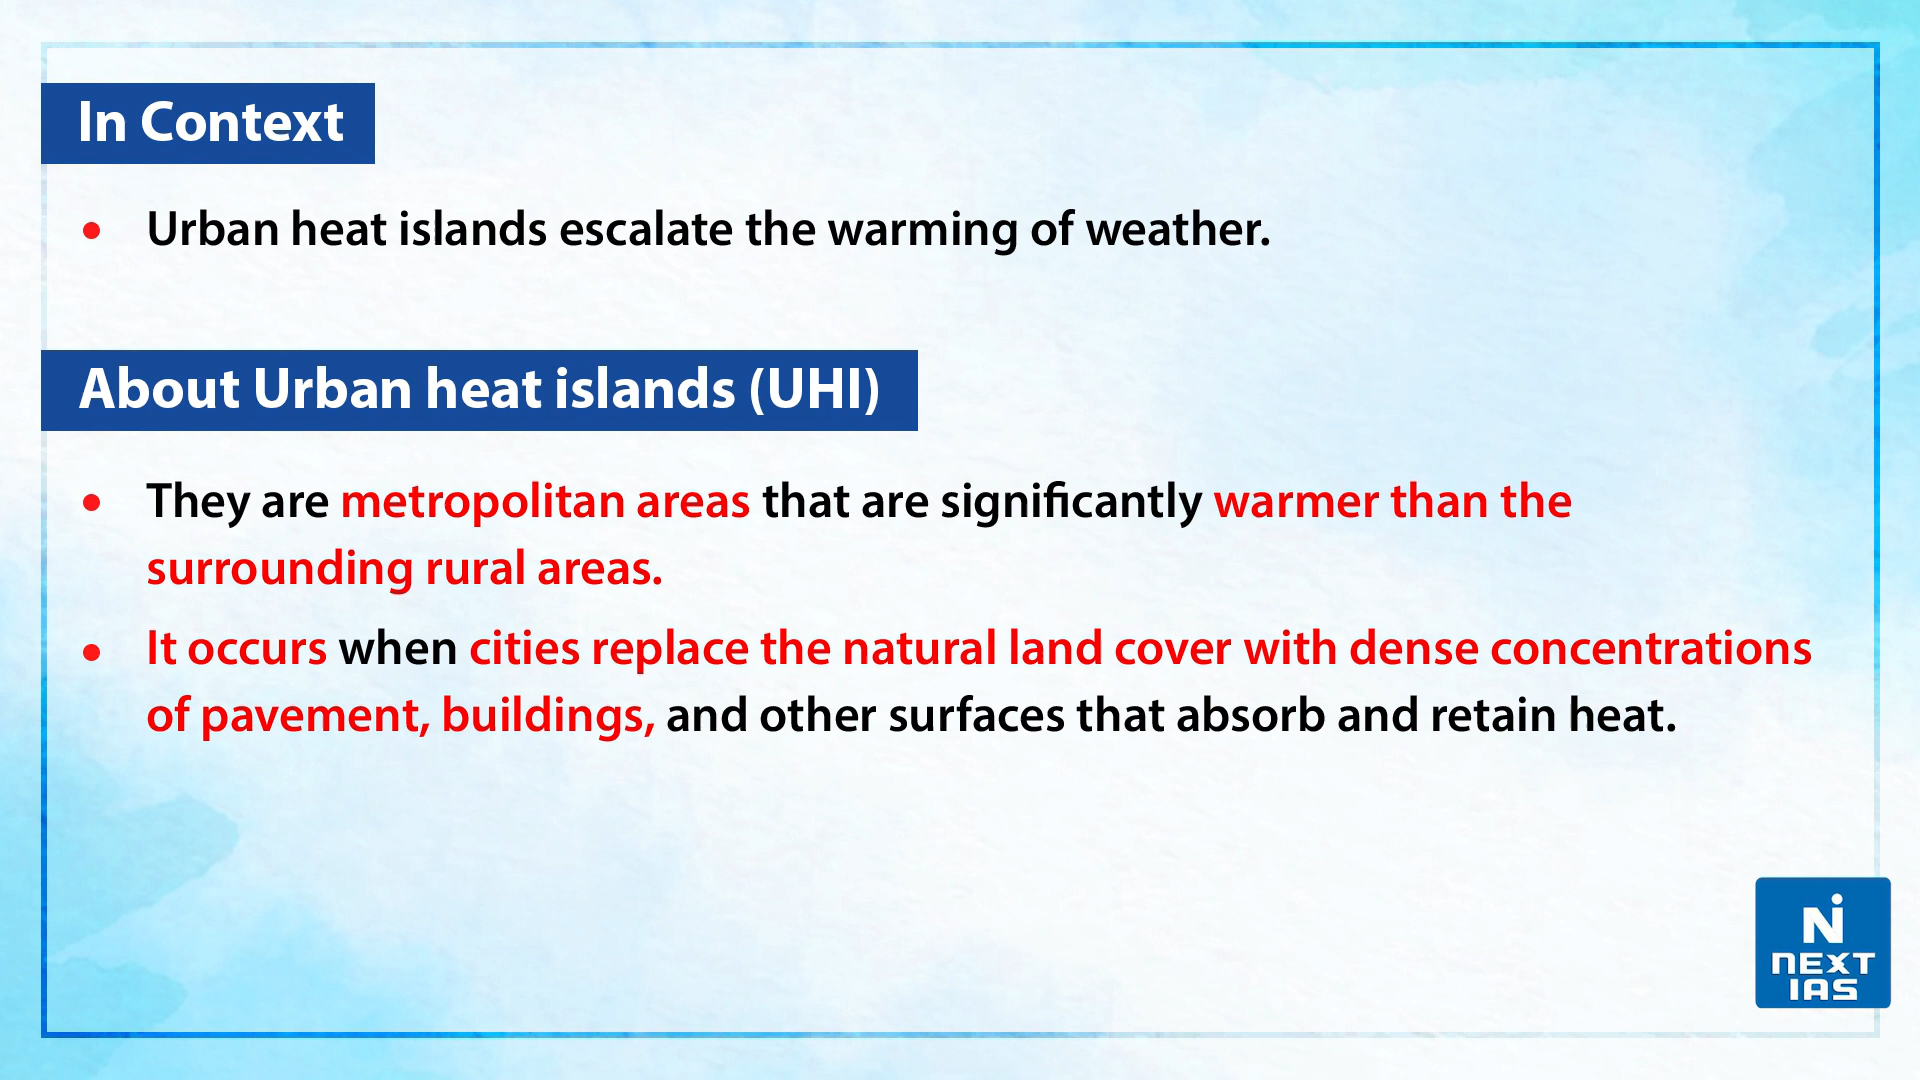 In Context
• Urban heat islands escalate the warming of weather.
About Urban heat islands (UHI)
• They are metropolitan areas that are significantly warmer than the
surrounding rural areas.
• It occurs when cities replace the natural land cover with dense concentrations
of pavement, buildings, and other surfaces that absorb and retain heat.
N
NEXT
IAS